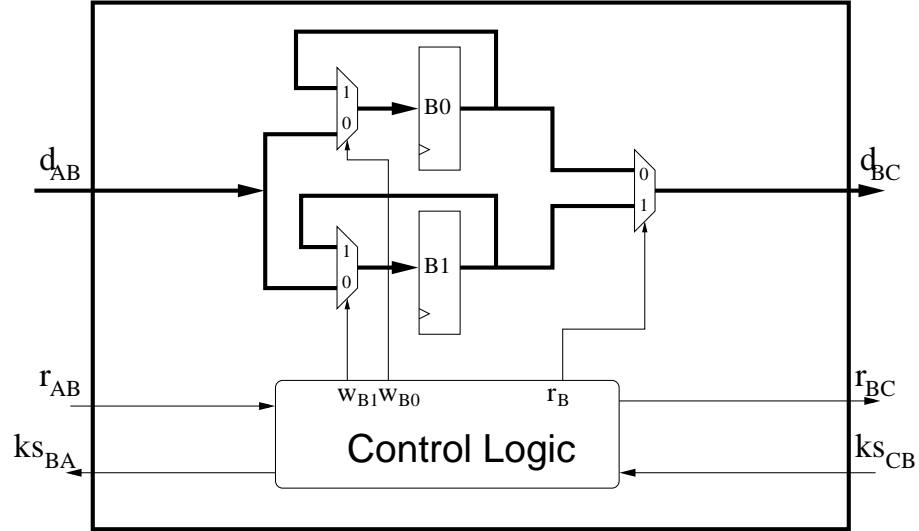 1
B0
0
d_AB
d_BC
0
1
1
B1
0
r_AB
w_B1 w_B0
r_B
r_BC
ks_BA
Control Logic
ks_CB